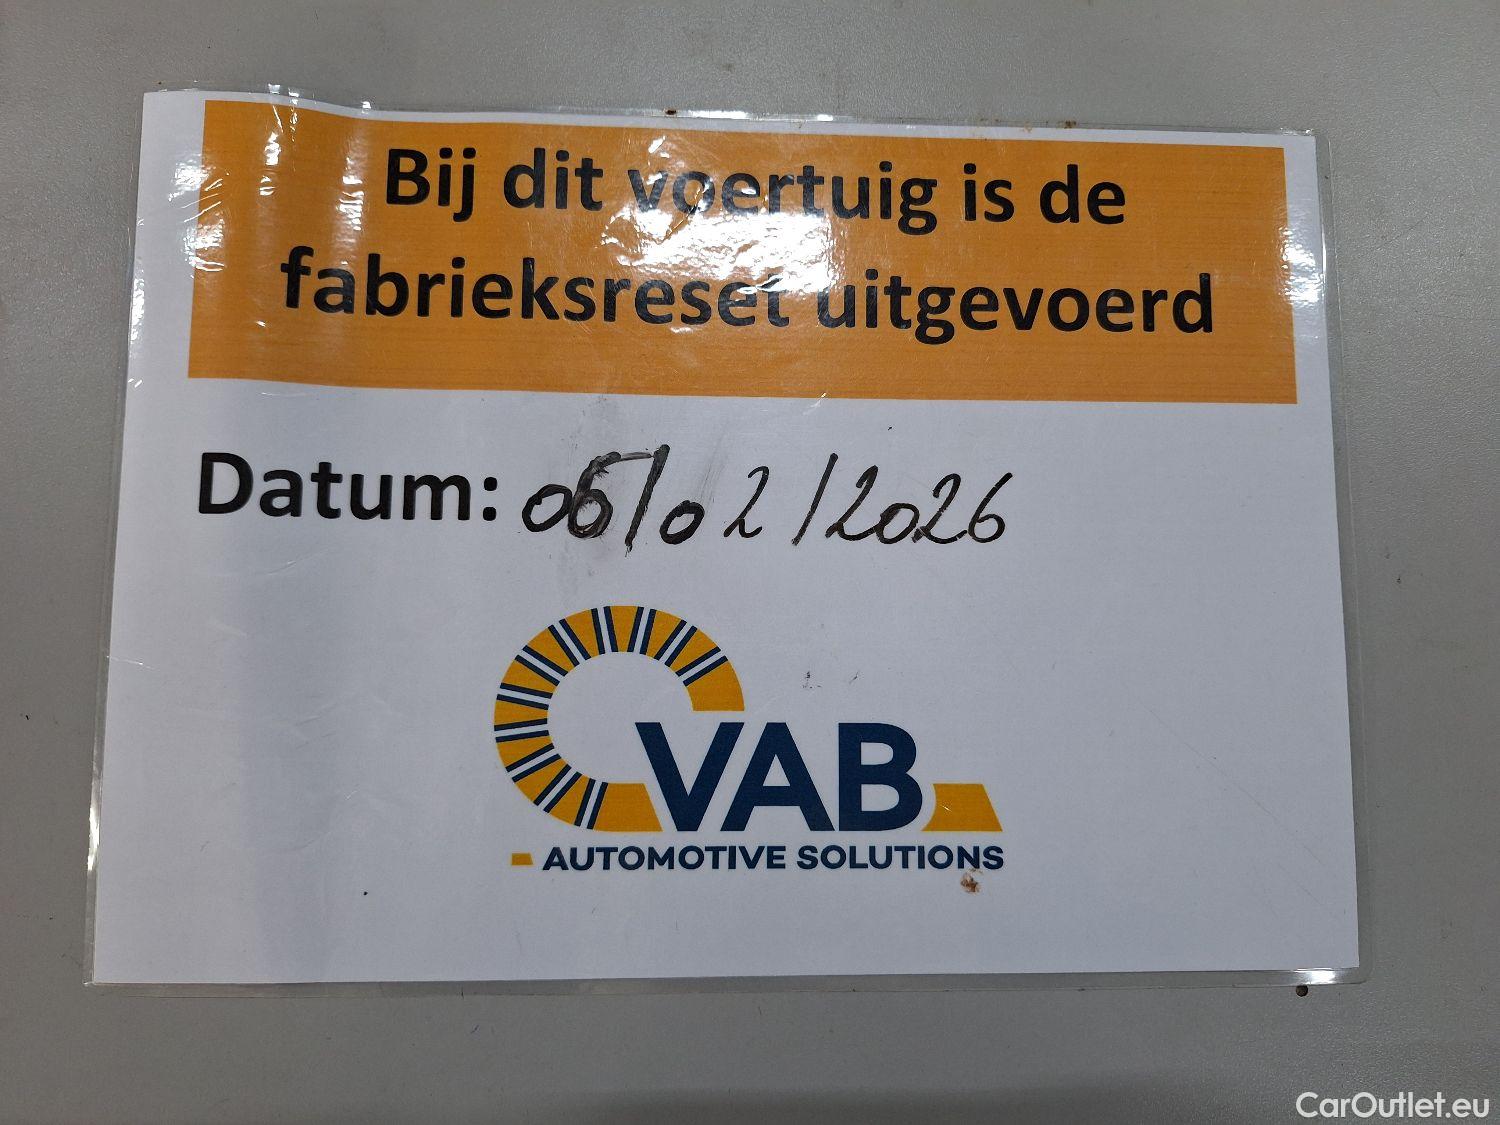 Bij dit voertuig is de
fabrieksreset uitgevoerd
Datum: 06/02/2026
VAB
AUTOMOTIVE SOLUTIONS
CarOutlet.eu